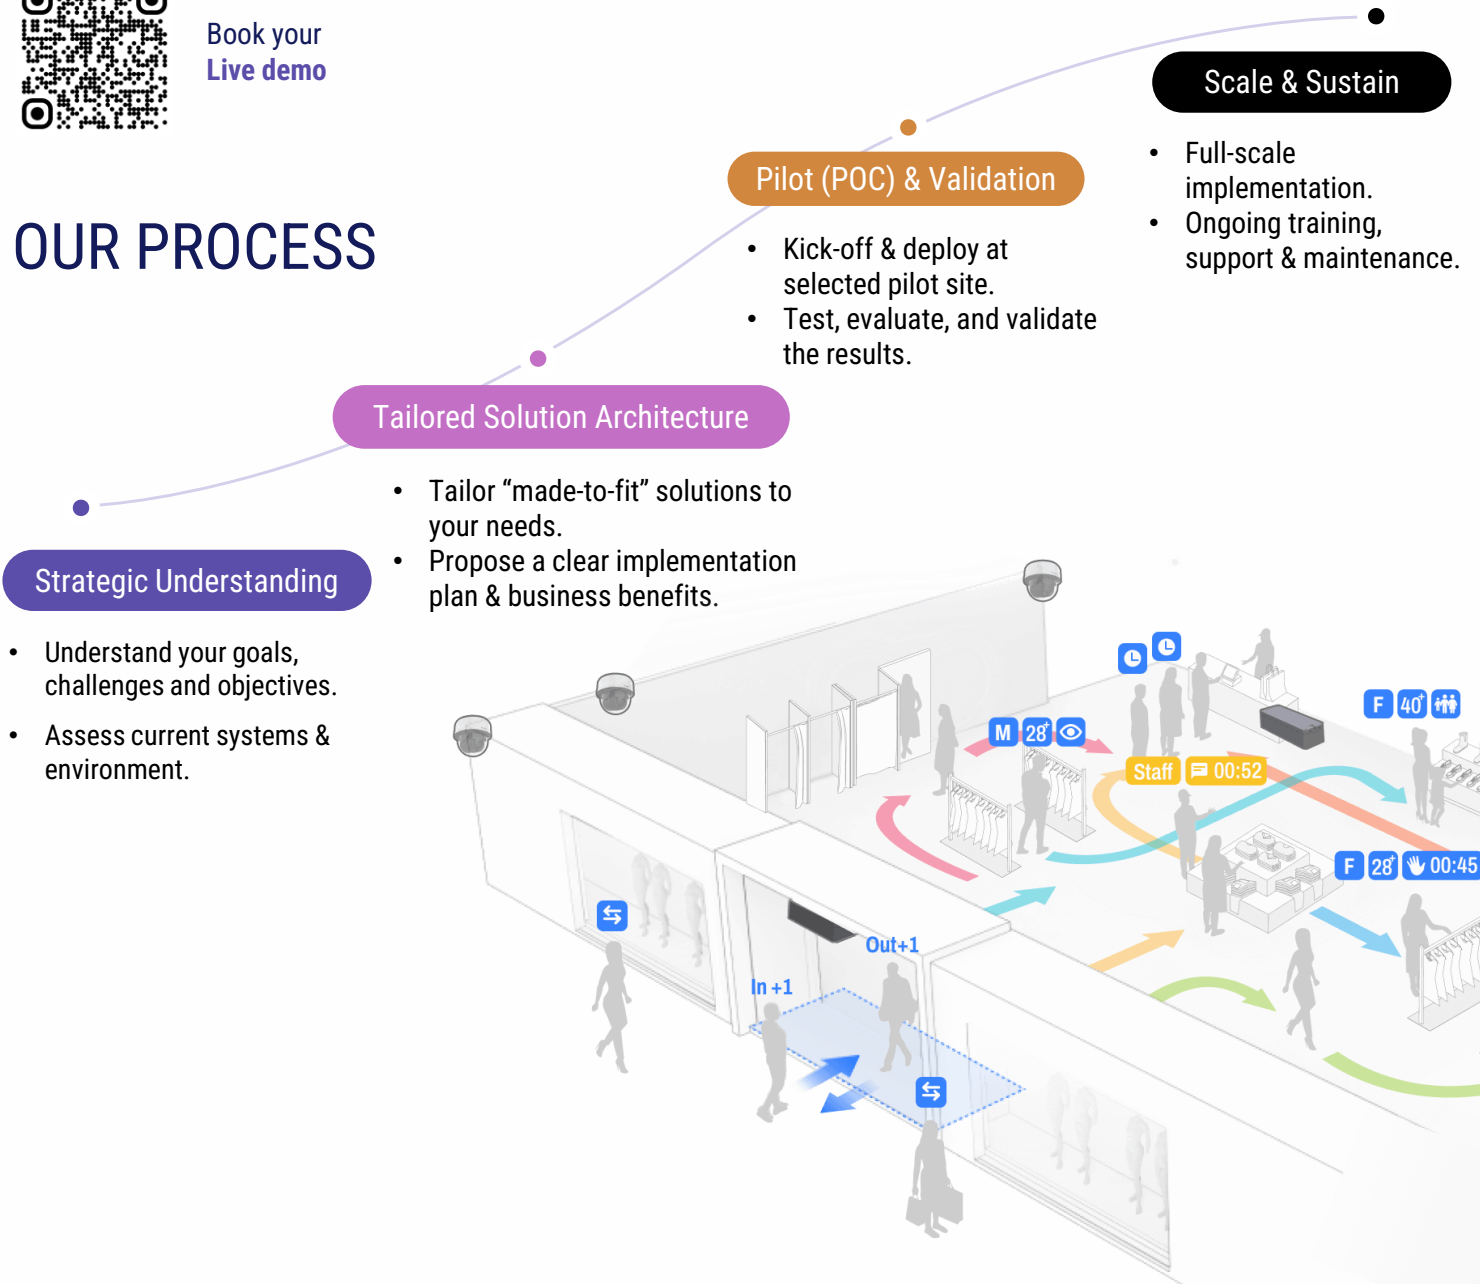 Book your
Live demo
OUR PROCESS
Scale & Sustain
• Full-scale
implementation.
• Ongoing training,
support & maintenance.
Pilot (POC) & Validation
• Kick-off & deploy at
selected pilot site.
• Test, evaluate, and validate
the results.
Tailored Solution Architecture
• Tailor “made-to-fit” solutions to
your needs.
• Propose a clear implementation
plan & business benefits.
Strategic Understanding
• Understand your goals,
challenges and objectives.
• Assess current systems &
environment.
F 40+
M 28+
Staff 00:52
F 28+ 00:45
Out+1
In +1